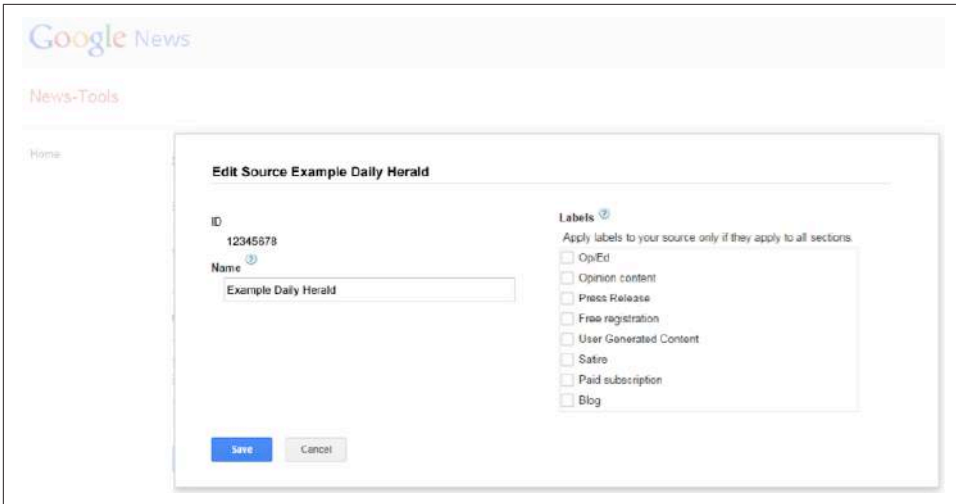 Google News
News-Tools
Home
Edit Source Example Daily Herald
ID
12345678
Name
Example Daily Herald
Labels
Apply labels to your source only if they apply to all sections.
Op/Ed
Opinion content
Press Release
Free registration
User Generated Content
Satire
Paid subscription
Blog
Save
Cancel